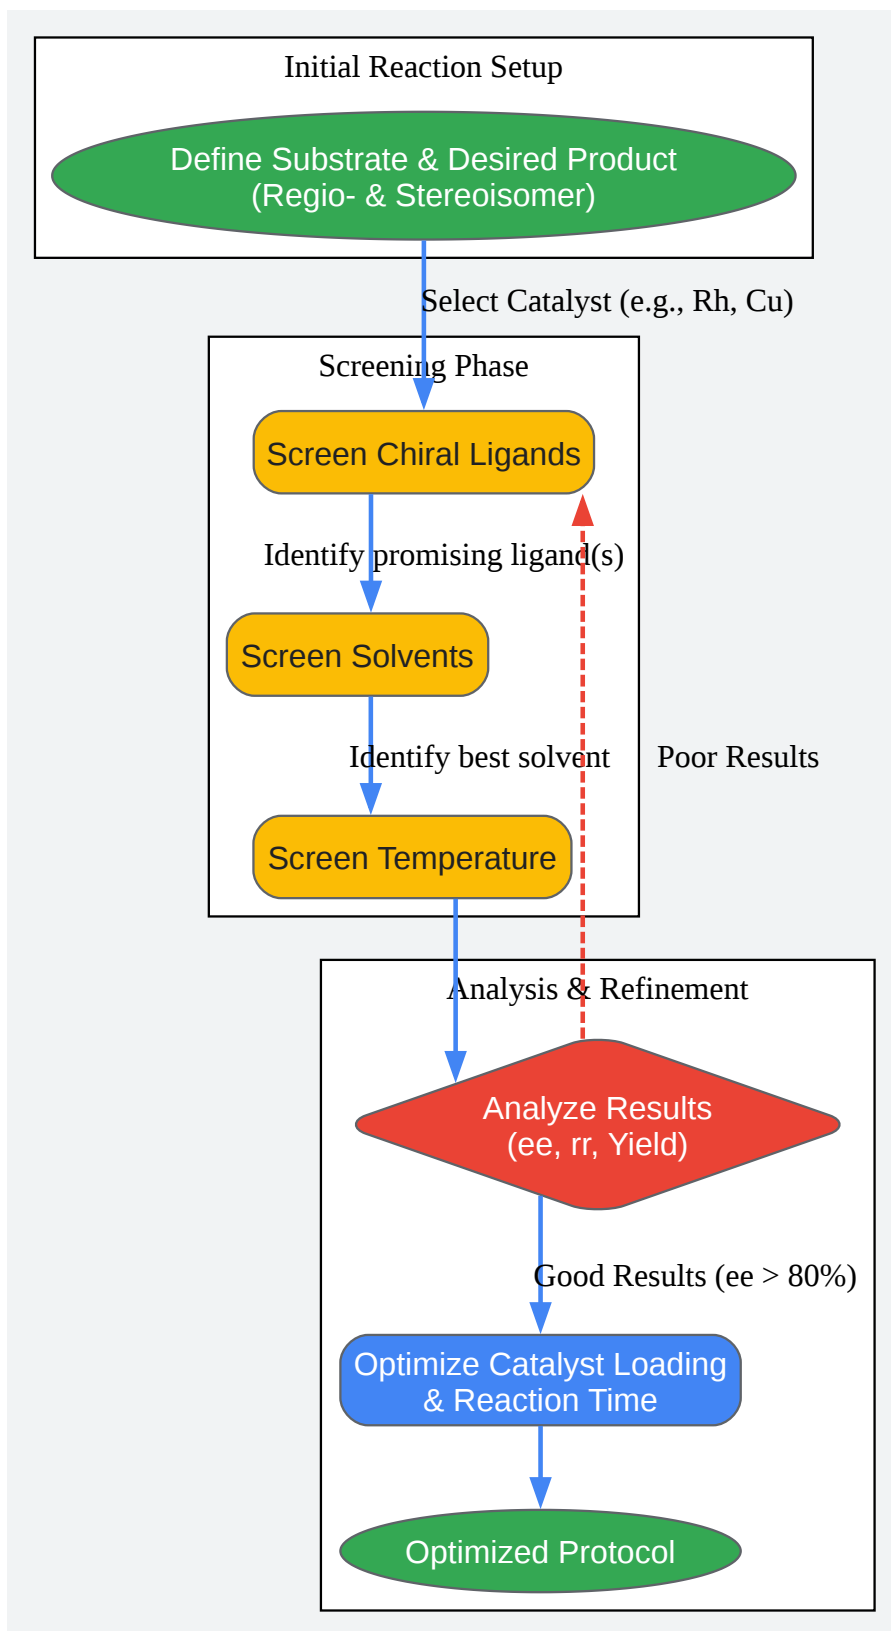 Initial Reaction Setup
Define Substrate & Desired Product
(Regio- & Stereoisomer)
Select Catalyst (e.g., Rh, Cu)
Screening Phase
Screen Chiral Ligands
Identify promising ligand(s)
Screen Solvents
Identify best solvent
Poor Results
Screen Temperature
Analysis & Refinement
Analyze Results
(ee, rr, Yield)
Good Results (ee > 80%)
Optimize Catalyst Loading
& Reaction Time
Optimized Protocol